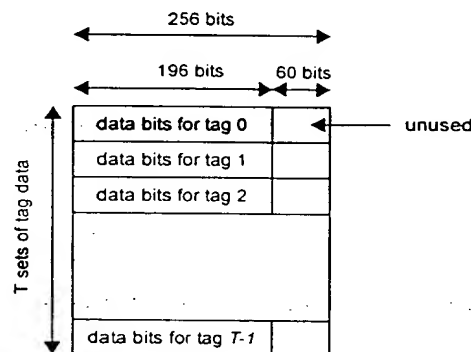 256 bits
196 bits 60 bits
data bits for tag 0 unused
data bits for tag 1
data bits for tag 2
T sets of tag data
data bits for tag T-1